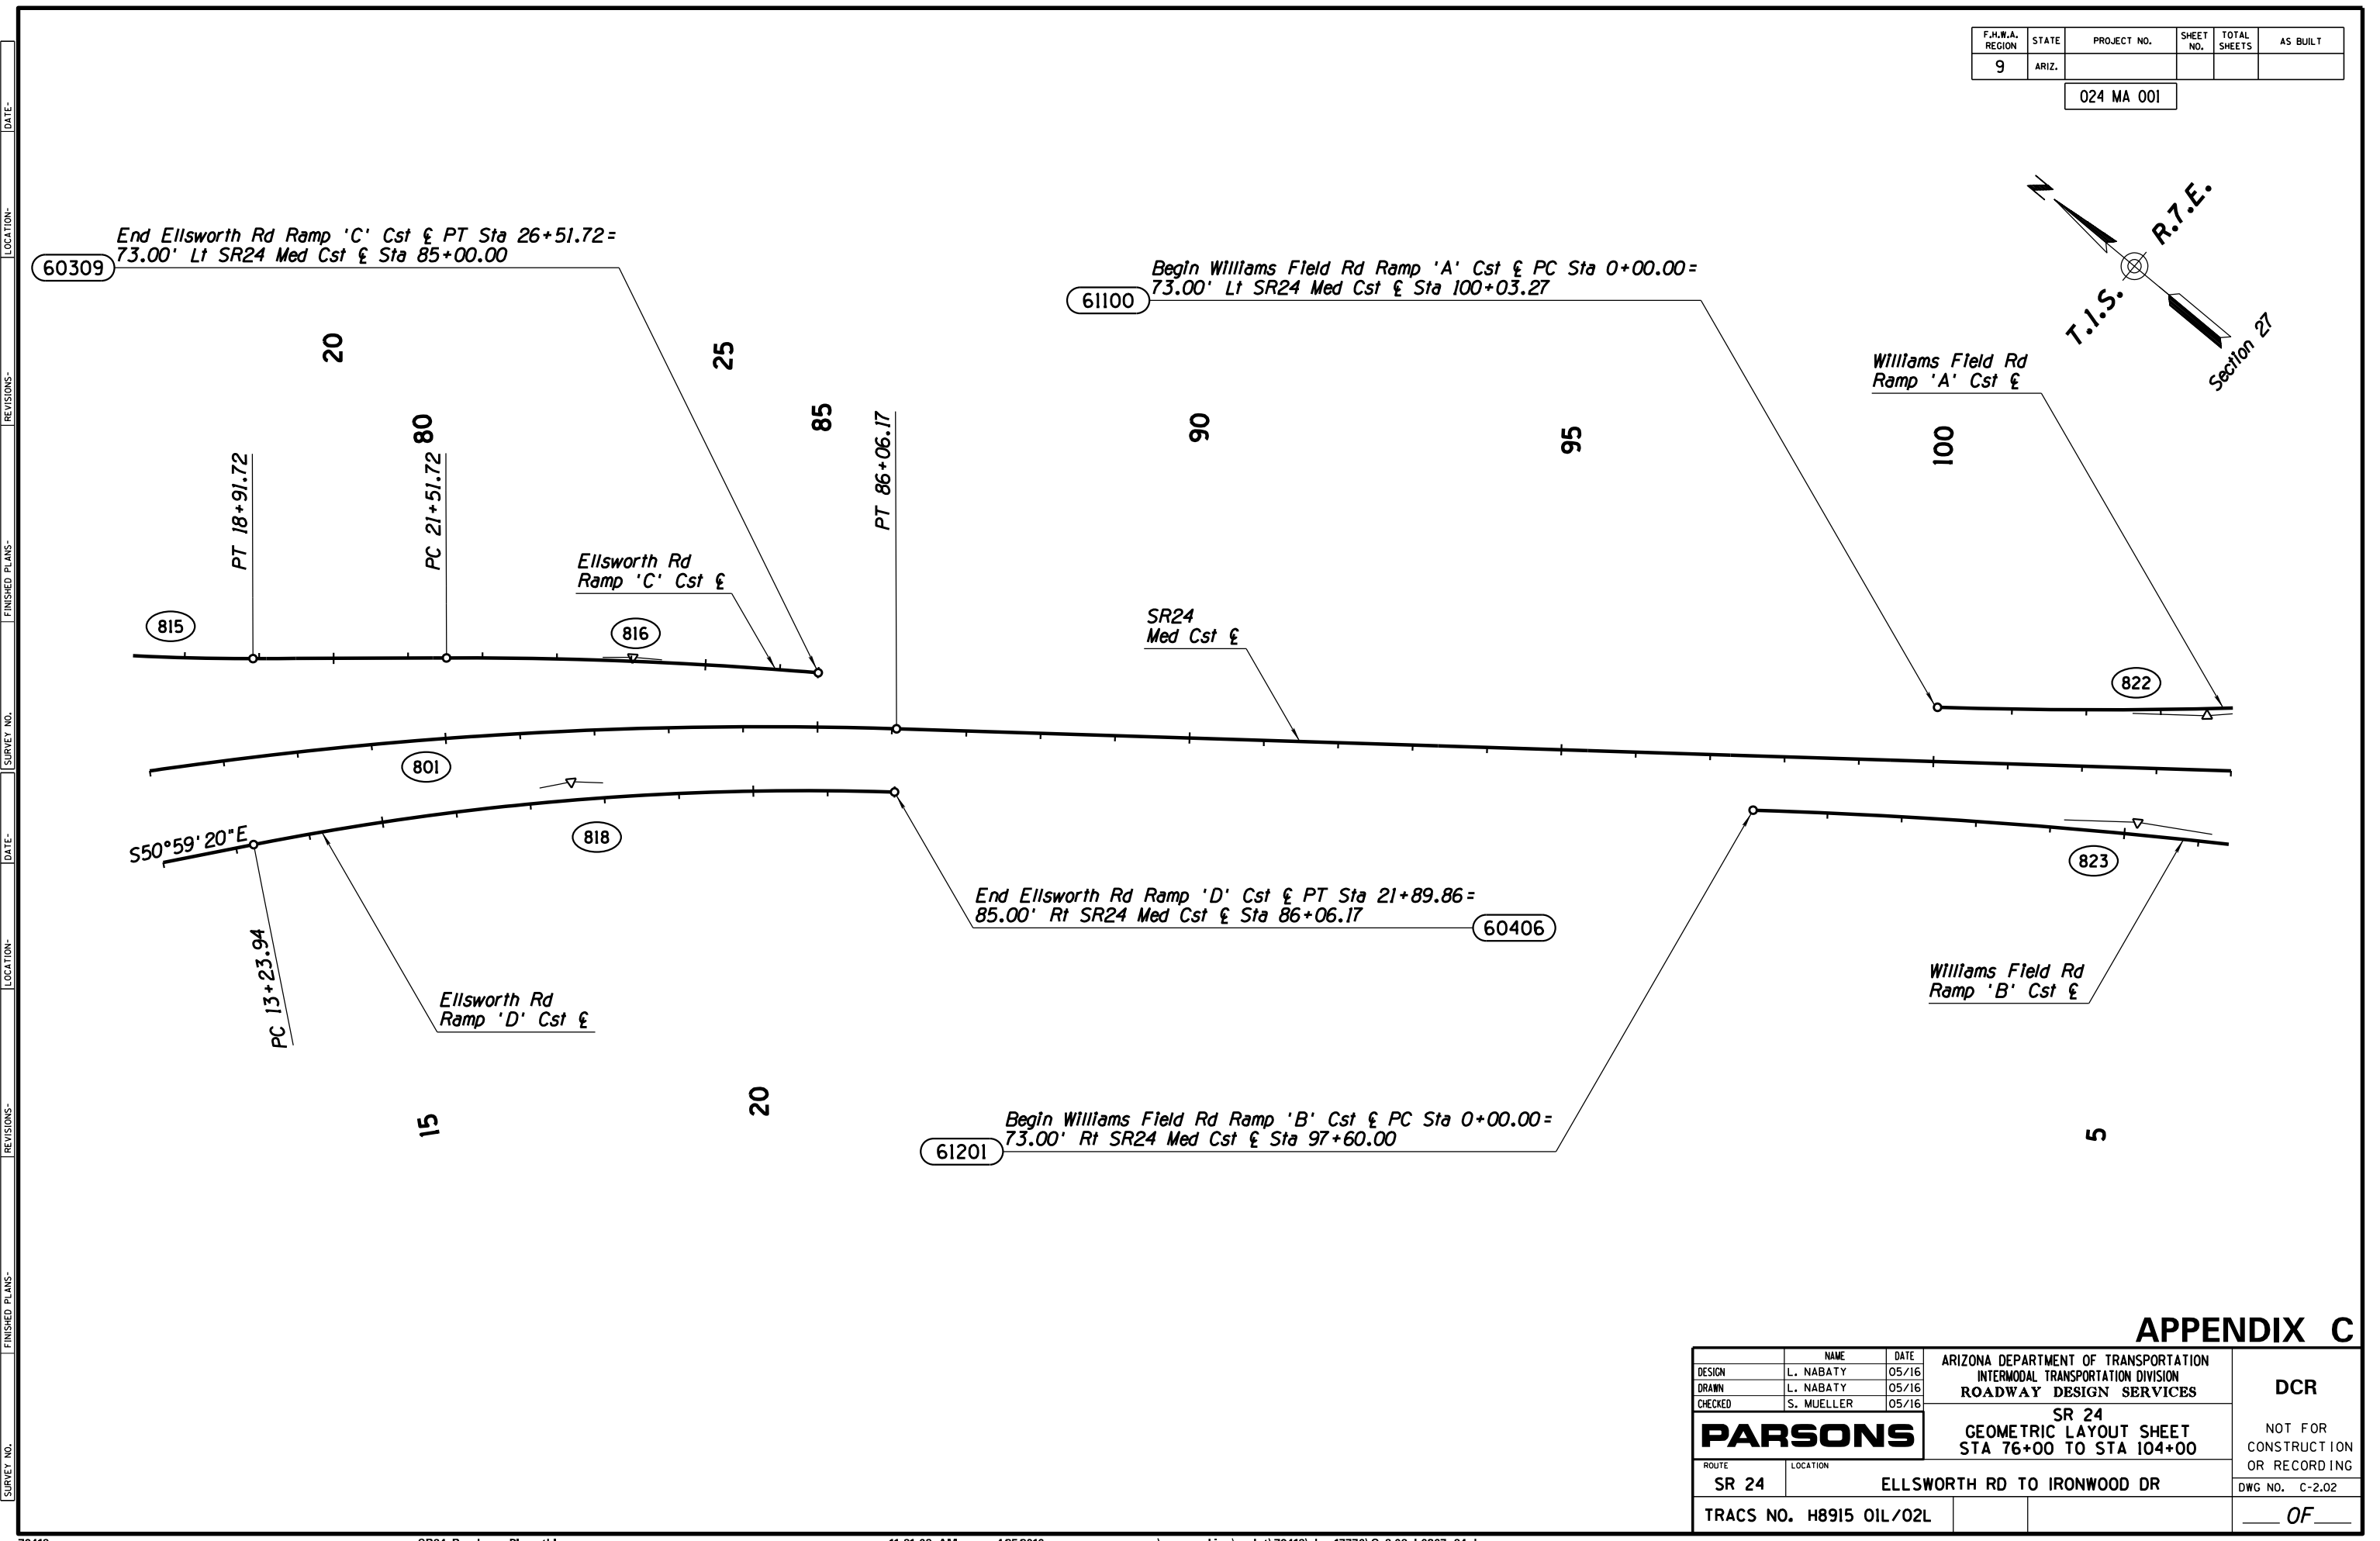 F.H.W.A. REGION STATE PROJECT NO. SHEET NO. TOTAL SHEETS AS BUILT
9 ARIZ.
024 MA 001
N
R.7.E.
T.1.S.
Section 27
End Ellsworth Rd Ramp 'C' Cst ℄ PT Sta 26+51.72=
73.00' Lt SR24 Med Cst ℄ Sta 85+00.00
60309
Begin Williams Field Rd Ramp 'A' Cst ℄ PC Sta 0+00.00=
73.00' Lt SR24 Med Cst ℄ Sta 100+03.27
61100
Williams Field Rd
Ramp 'A' Cst ℄
20
25
80
85
90
95
100
PT 18+91.72
PC 21+51.72
PT 86+06.17
Ellsworth Rd
Ramp 'C' Cst ℄
815
816
SR24
Med Cst ℄
822
801
818
823
S50°59'20"E
PC 13+23.94
Ellsworth Rd
Ramp 'D' Cst ℄
End Ellsworth Rd Ramp 'D' Cst ℄ PT Sta 21+89.86=
85.00' Rt SR24 Med Cst ℄ Sta 86+06.17
60406
Williams Field Rd
Ramp 'B' Cst ℄
15
20
5
Begin Williams Field Rd Ramp 'B' Cst ℄ PC Sta 0+00.00=
73.00' Rt SR24 Med Cst ℄ Sta 97+60.00
61201
DATE-
LOCATION-
REVISIONS-
FINISHED PLANS-
SURVEY NO.
DATE-
LOCATION-
REVISIONS-
FINISHED PLANS-
SURVEY NO.
APPENDIX C
NAME DATE
DESIGN L. NABATY 05/16
DRAWN L. NABATY 05/16
CHECKED S. MUELLER 05/16
PARSONS
ARIZONA DEPARTMENT OF TRANSPORTATION
INTERMODAL TRANSPORTATION DIVISION
ROADWAY DESIGN SERVICES
SR 24
GEOMETRIC LAYOUT SHEET
STA 76+00 TO STA 104+00
DCR
NOT FOR
CONSTRUCTION
OR RECORDING
ROUTE
SR 24
LOCATION
ELLSWORTH RD TO IRONWOOD DR
DWG NO. C-2.02
TRACS NO. H8915 01L/02L
OF